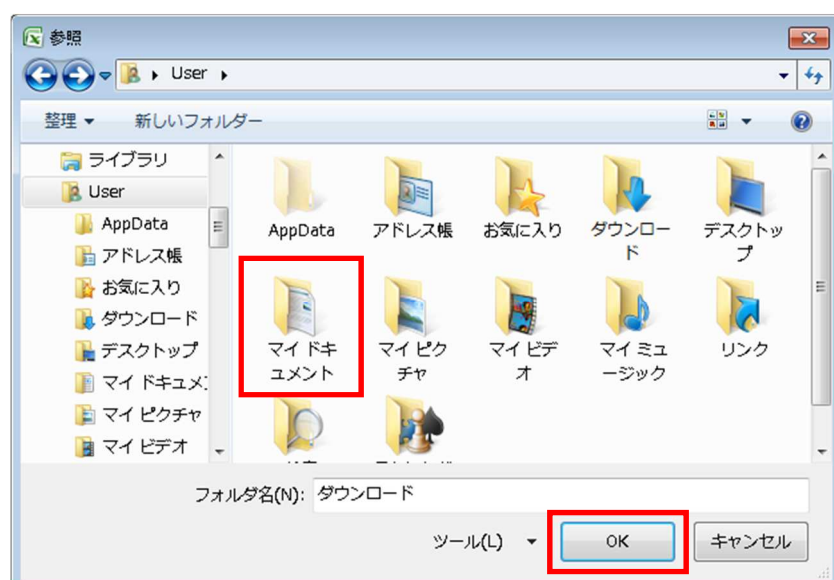 参照
User
整理
新しいフォルダー
ライブラリ
User
AppData
アドレス帳
お気に入り
ダウンロード
デスクトップ
マイ ドキュメ
マイ ピクチャ
マイ ビデオ
AppData
アドレス帳
お気に入り
ダウンロー
ド
デスクトッ
プ
マイ ドキ
ュメント
マイ ピク
チャ
マイ ビデ
オ
マイ ミュ
ージック
リンク
フォルダ名(N): ダウンロード
ツール(L)
OK
キャンセル